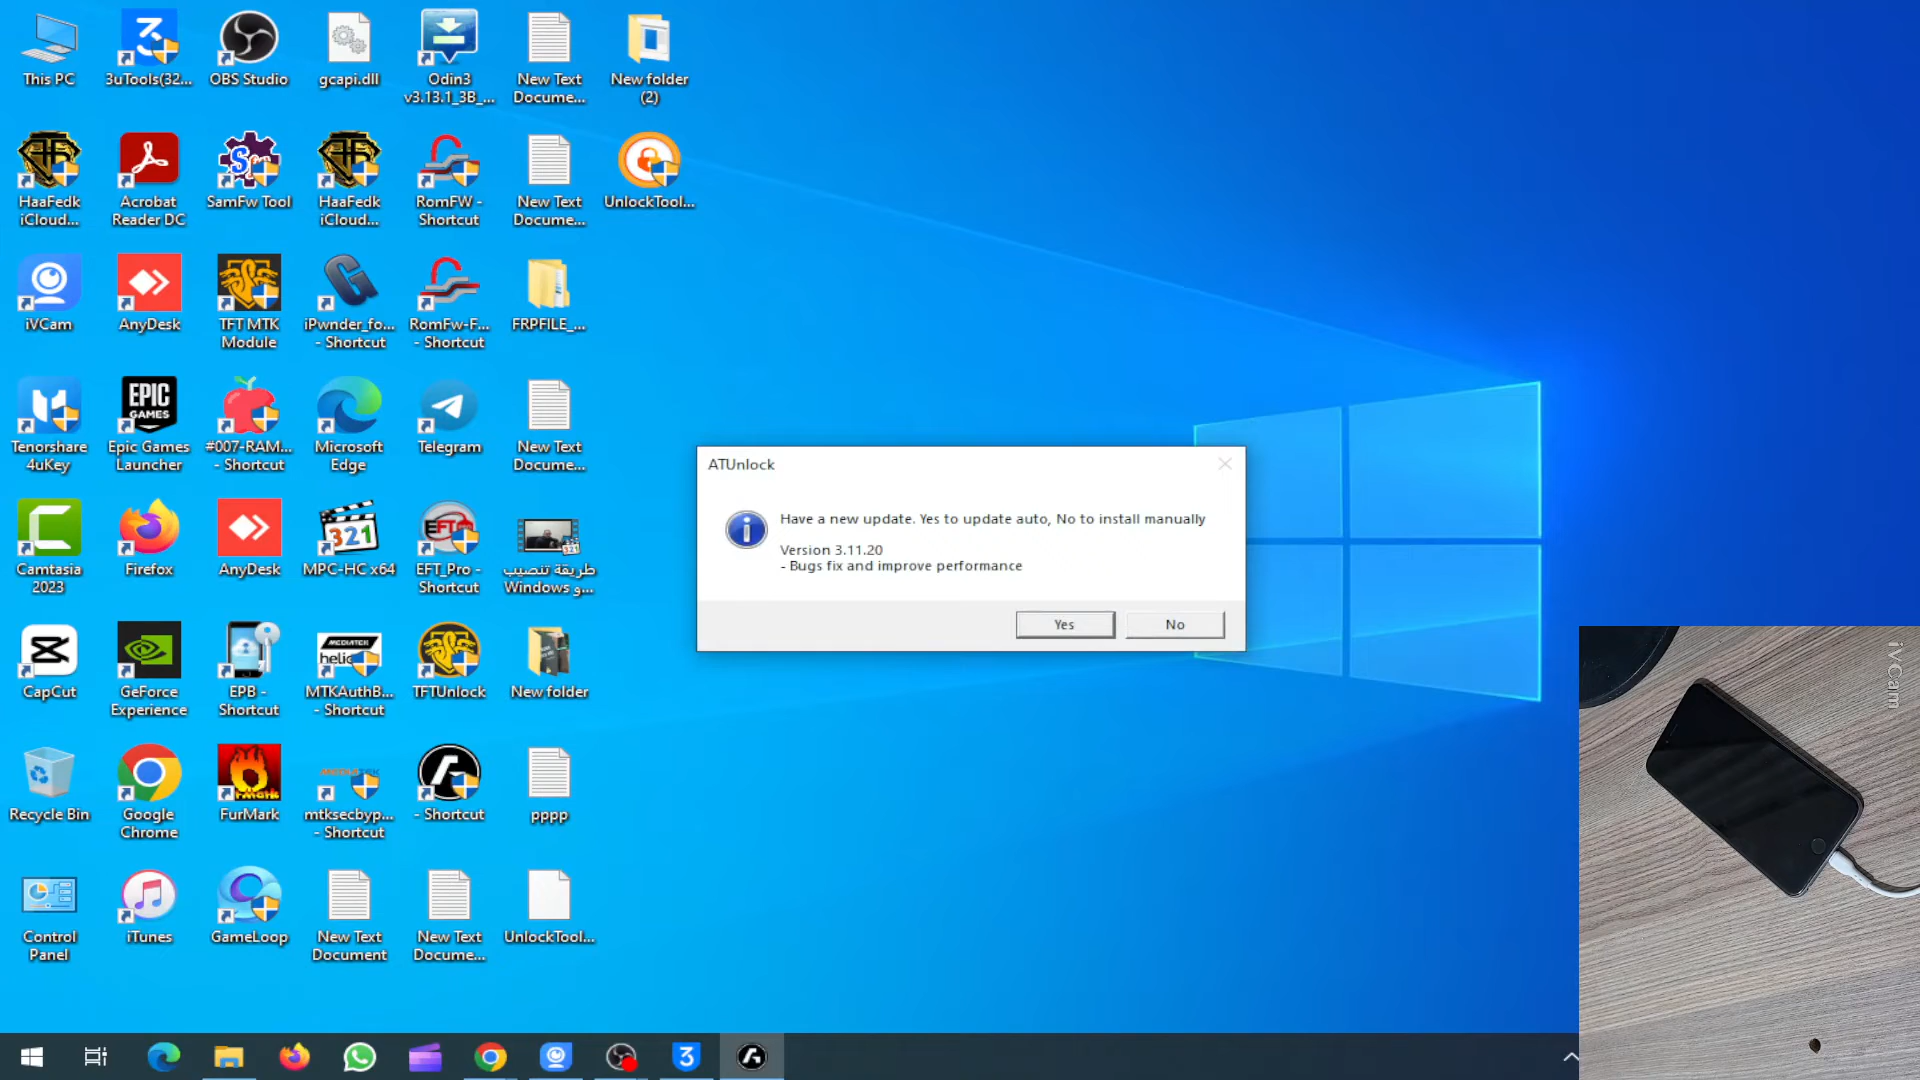 This PC
3uTools(32...
OBS Studio
gcapi.dll
Odin3
v3.13.1_3B_...
New Text
Docume...
New folder
(2)
HaaFedk
iCloud...
Acrobat
Reader DC
SamFw Tool
HaaFedk
iCloud...
RomFW -
Shortcut
New Text
Docume...
UnlockTool...
iVCam
AnyDesk
TFT MTK
Module
iPwnder_fo...
- Shortcut
RomFw-F...
- Shortcut
FRPFILE_...
EPIC
GAMES
Tenorshare
4uKey
Epic Games
Launcher
#007-RAM...
- Shortcut
Microsoft
Edge
Telegram
New Text
Docume...
321
EFT
Camtasia
2023
Firefox
AnyDesk
MPC-HC x64
EFT_Pro -
Shortcut
طريقة تنصيب
Windows و...
MEDIATEK
helio
CapCut
GeForce
Experience
EPB -
Shortcut
MTKAuthB...
- Shortcut
TFTUnlock
New folder
Recycle Bin
Google
Chrome
FurMark
mtksecbyp...
- Shortcut
- Shortcut
pppp
Control
Panel
iTunes
GameLoop
New Text
Document
New Text
Docume...
UnlockTool...
ATUnlock
Have a new update. Yes to update auto, No to install manually
Version 3.11.20
- Bugs fix and improve performance
Yes
No
iVCam